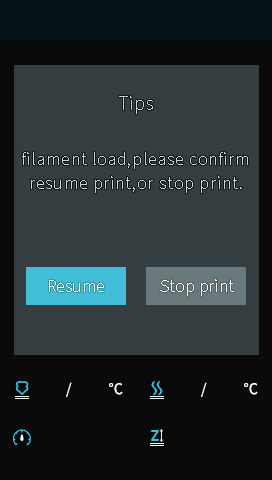 Tips
filament load,please confirm
resume print,or stop print.
Resume
Stop print
/ °C / °C
Z